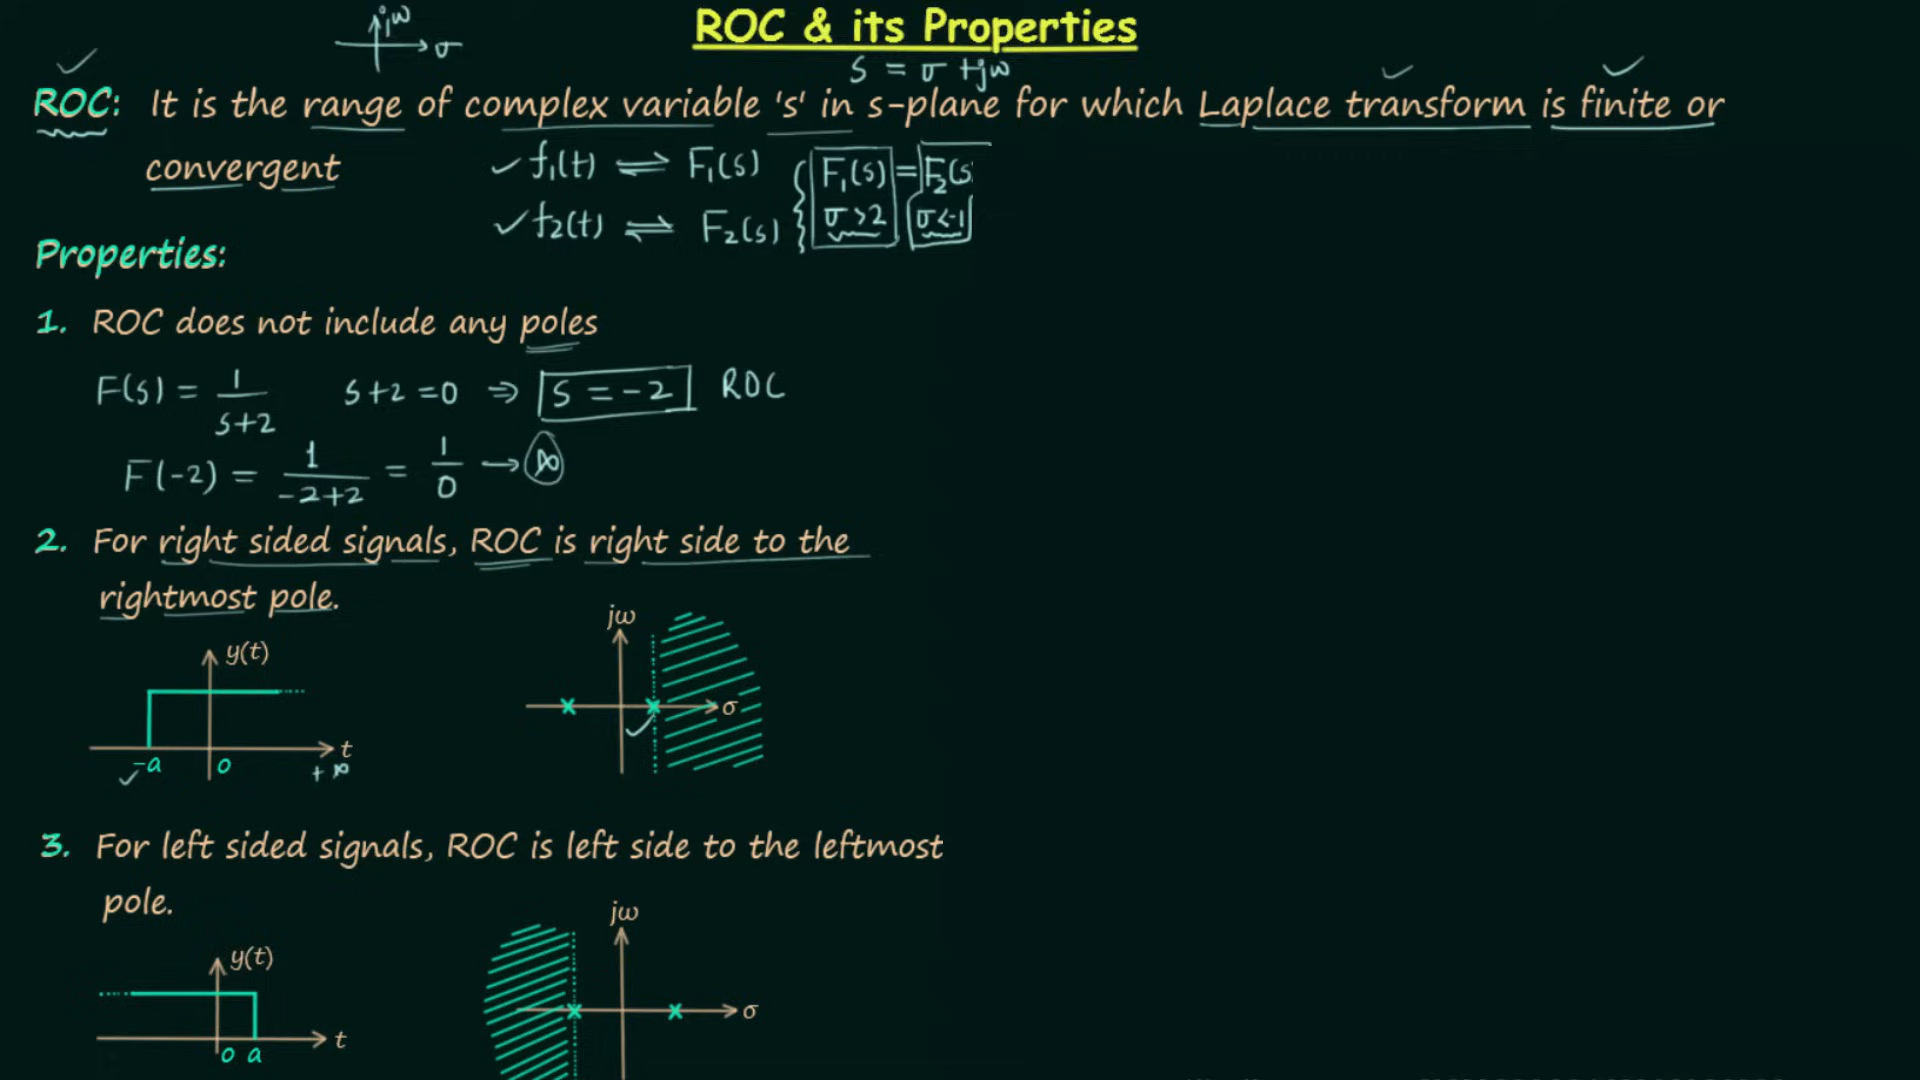 jω
σ
ROC & its Properties
S = σ + jω
ROC: It is the range of complex variable 's' in s-plane for which Laplace transform is finite or
convergent
f₁(t) ⇌ F₁(s) { F₁(s) = F₂(s
f₂(t) ⇌ F₂(s) σ > 2 σ < -1
Properties:
1. ROC does not include any poles
F(s) = 1/(s+2) s+2 = 0 ⇒ S = -2 ROC
F(-2) = 1/(-2+2) = 1/0 → ∞
2. For right sided signals, ROC is right side to the
rightmost pole.
y(t)
t
-a 0 +∞
jω
σ
3. For left sided signals, ROC is left side to the leftmost
pole.
y(t)
t
0 a
jω
σ